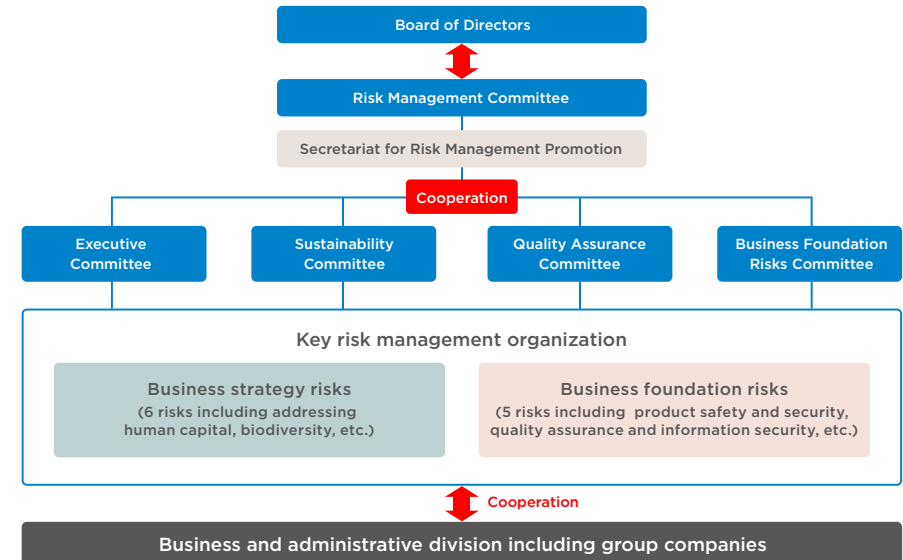 Board of Directors
Risk Management Committee
Secretariat for Risk Management Promotion
Cooperation
Executive
Committee
Sustainability
Committee
Quality Assurance
Committee
Business Foundation
Risks Committee
Key risk management organization
Business strategy risks
(6 risks including addressing
human capital, biodiversity, etc.)
Business foundation risks
(5 risks including product safety and security,
quality assurance and information security, etc.)
Cooperation
Business and administrative division including group companies